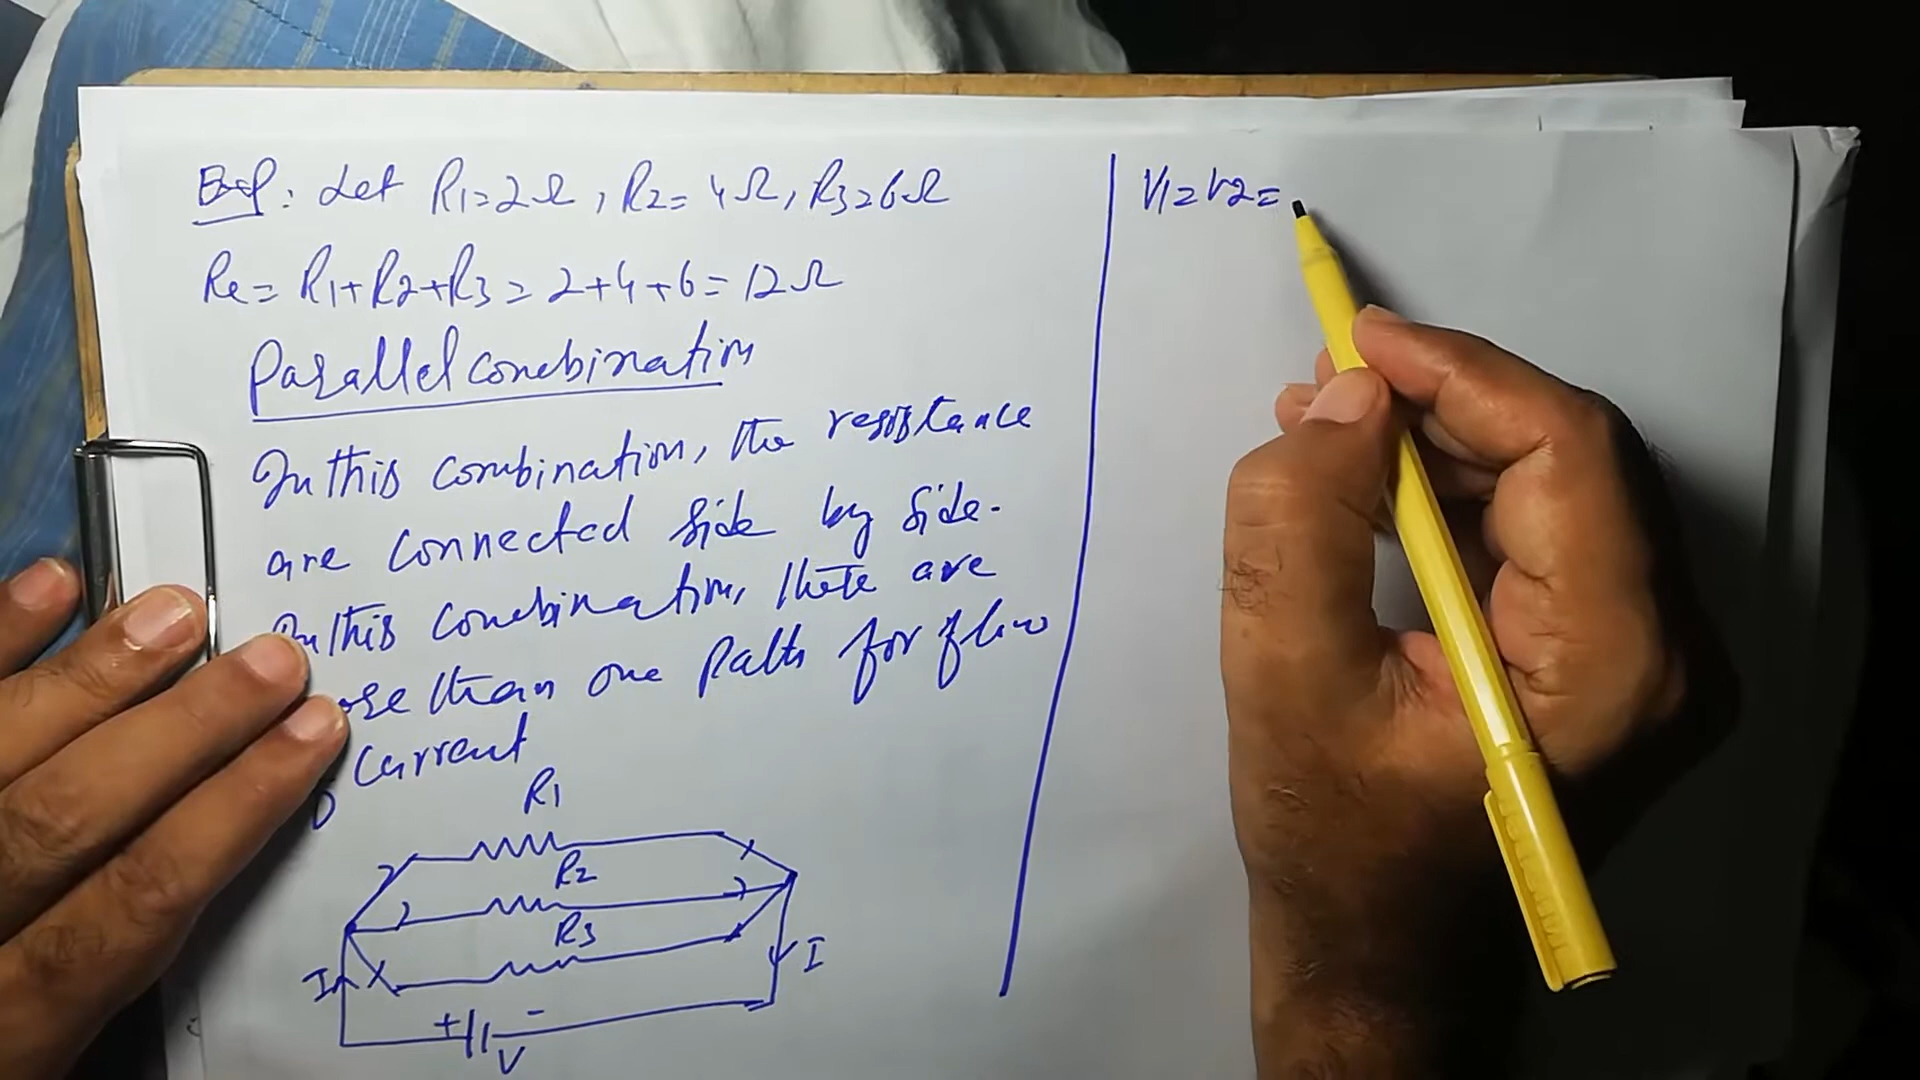 Exp: Let R1=2Ω, R2=4Ω, R3=6Ω
Re= R1+R2+R3= 2+4+6=12Ω
Parallel combination
In this combination, the resistance
are connected side by side.
In this combination, there are
ore than one path for flow
current
R1
R2
R3
I
I
+ -
V
V1=V2=